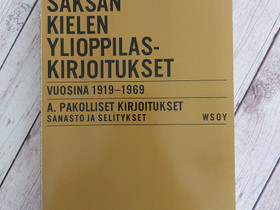 SAKSAN
KIELEN
YLIOPPILAS-
KIRJOITUKSET
VUOSINA 1919–1969
A. PAKOLLISET KIRJOITUKSET
SANASTO JA SELITYKSET WSOY